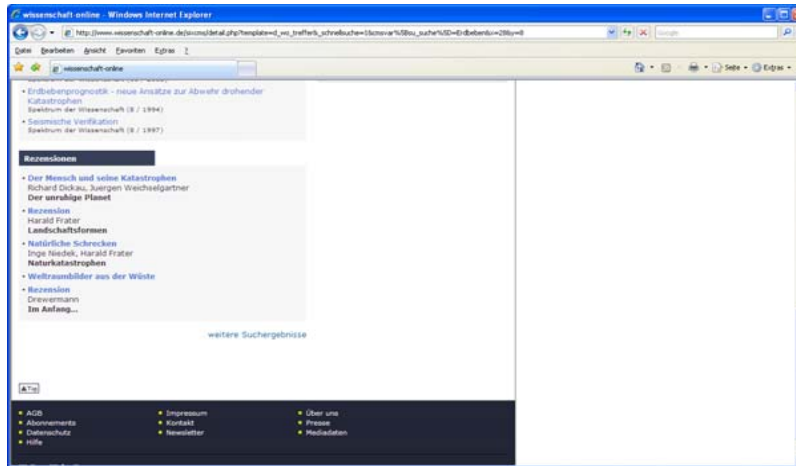 wissenschaft-online - Windows Internet Explorer
Datei Bearbeiten Ansicht Favoriten Extras ?
wissenschaft-online
Seite Extras
Erdbebenprognostik - neue Ansätze zur Abwehr drohender
Katastrophen
Spektrum der Wissenschaft (8 / 1994)
Seismische Verifikation
Spektrum der Wissenschaft (8 / 1997)
Rezensionen
Der Mensch und seine Katastrophen
Richard Dickau, Juergen Weichselgartner
Der unruhige Planet
Rezension
Harald Frater
Landschaftsformen
Natürliche Schrecken
Inge Niedek, Harald Frater
Naturkatastrophen
Weltraumbilder aus der Wüste
Rezension
Drewermann
Im Anfang...
weitere Suchergebnisse
Top
AGB
Abonnements
Datenschutz
Hilfe
Impressum
Kontakt
Newsletter
Über uns
Presse
Mediadaten